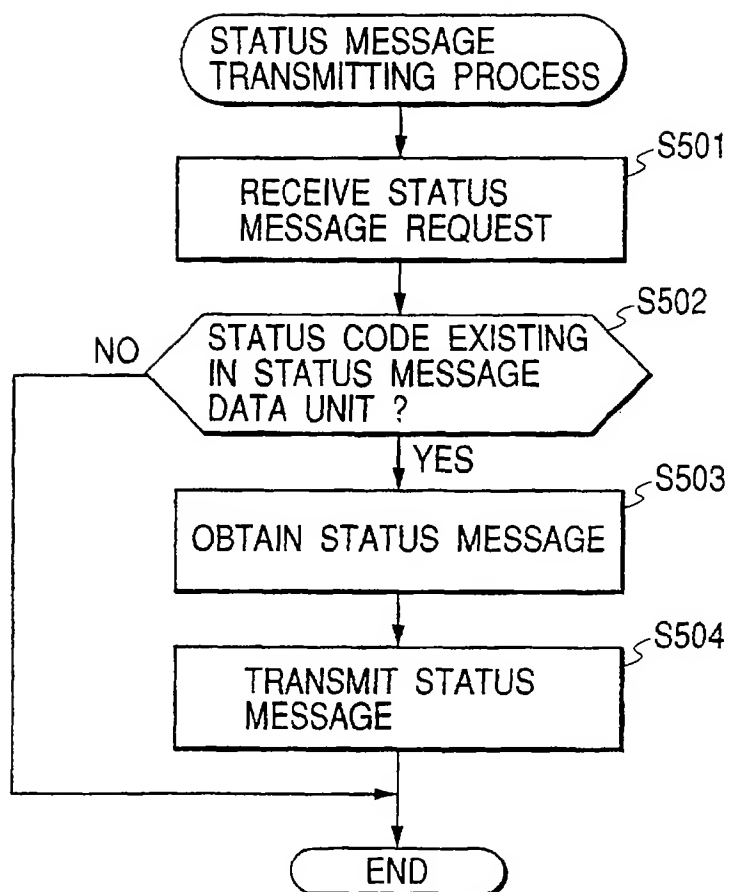 STATUS MESSAGE
TRANSMITTING PROCESS
S501
RECEIVE STATUS
MESSAGE REQUEST
S502
NO
STATUS CODE EXISTING
IN STATUS MESSAGE
DATA UNIT ?
YES
S503
OBTAIN STATUS MESSAGE
S504
TRANSMIT STATUS
MESSAGE
END